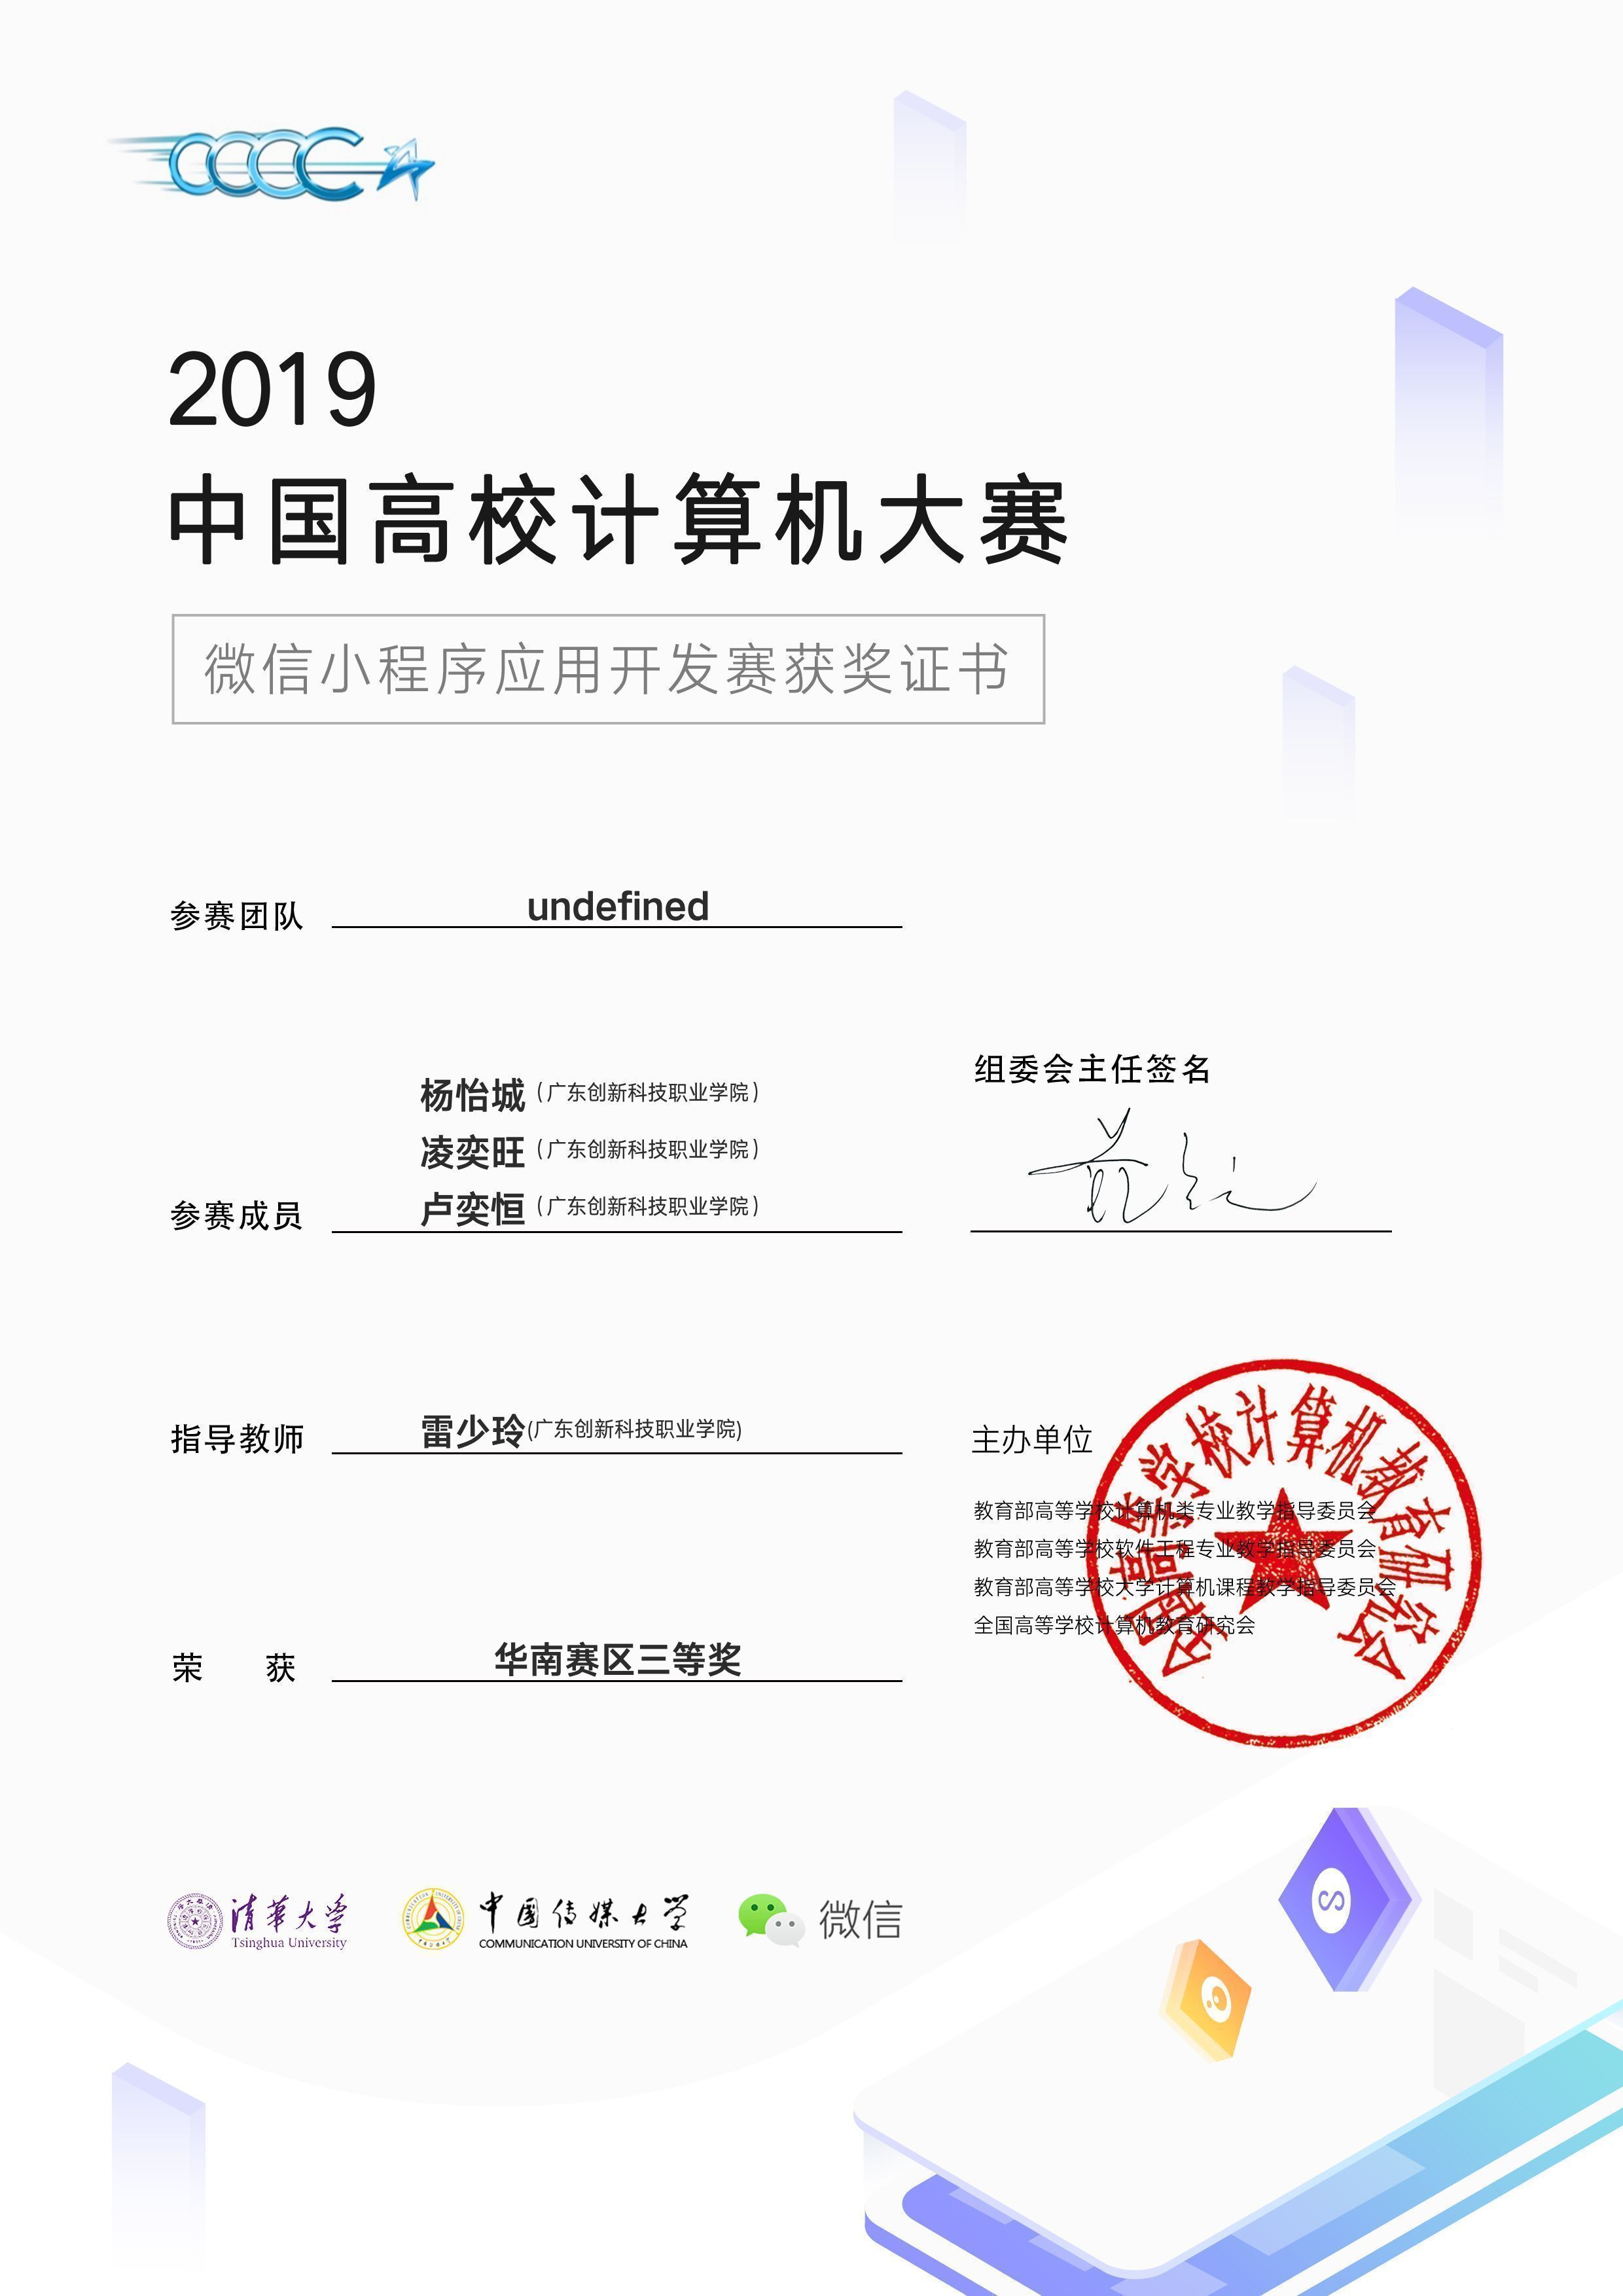 CCCC
2019
中国高校计算机大赛
微信小程序应用开发赛获奖证书
参赛团队 undefined
组委会主任签名
杨怡城（广东创新科技职业学院）
凌奕旺（广东创新科技职业学院）
参赛成员 卢奕恒（广东创新科技职业学院）
指导教师 雷少玲(广东创新科技职业学院)
主办单位
教育部高等学校计算机类专业教学指导委员会
教育部高等学校软件工程专业教学指导委员会
教育部高等学校大学计算机课程教学指导委员会
全国高等学校计算机教育研究会
全国高等学校计算机教育研究会
荣 获 华南赛区三等奖
清華大学
Tsinghua University
中国传媒大学
COMMUNICATION UNIVERSITY OF CHINA
微信